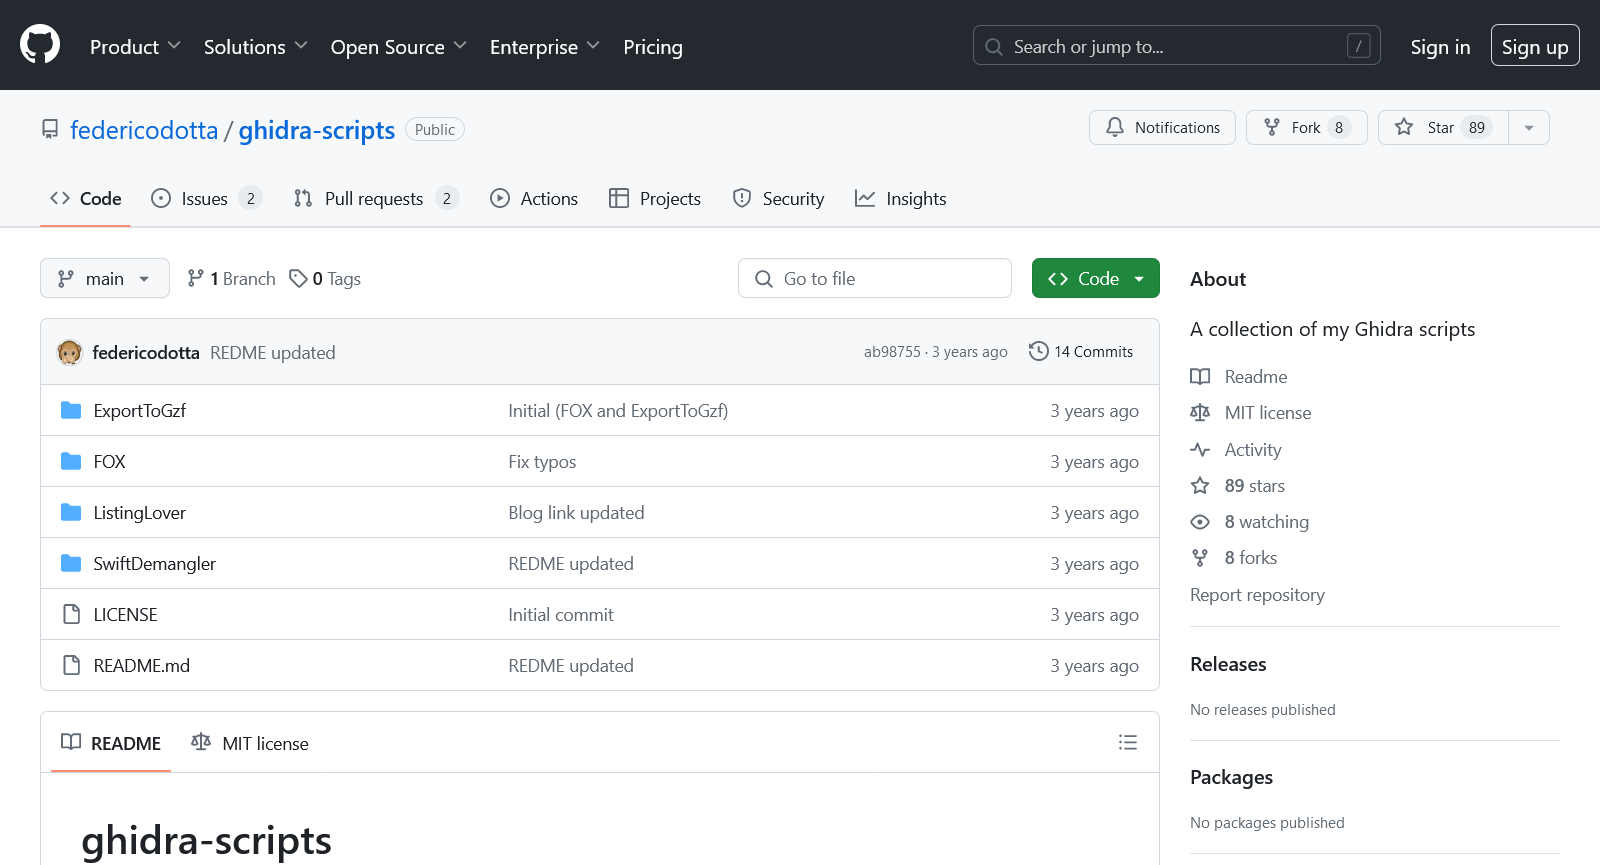 Product Solutions Open Source Enterprise Pricing Search or jump to... / Sign in Sign up
federicodotta / ghidra-scripts Public Notifications Fork 8 Star 89
Code Issues 2 Pull requests 2 Actions Projects Security Insights
main 1 Branch 0 Tags Go to file Code
federicodotta REDME updated ab98755 · 3 years ago 14 Commits
ExportToGzf Initial (FOX and ExportToGzf) 3 years ago
FOX Fix typos 3 years ago
ListingLover Blog link updated 3 years ago
SwiftDemangler REDME updated 3 years ago
LICENSE Initial commit 3 years ago
README.md REDME updated 3 years ago
README MIT license
ghidra-scripts
About
A collection of my Ghidra scripts
Readme
MIT license
Activity
89 stars
8 watching
8 forks
Report repository
Releases
No releases published
Packages
No packages published